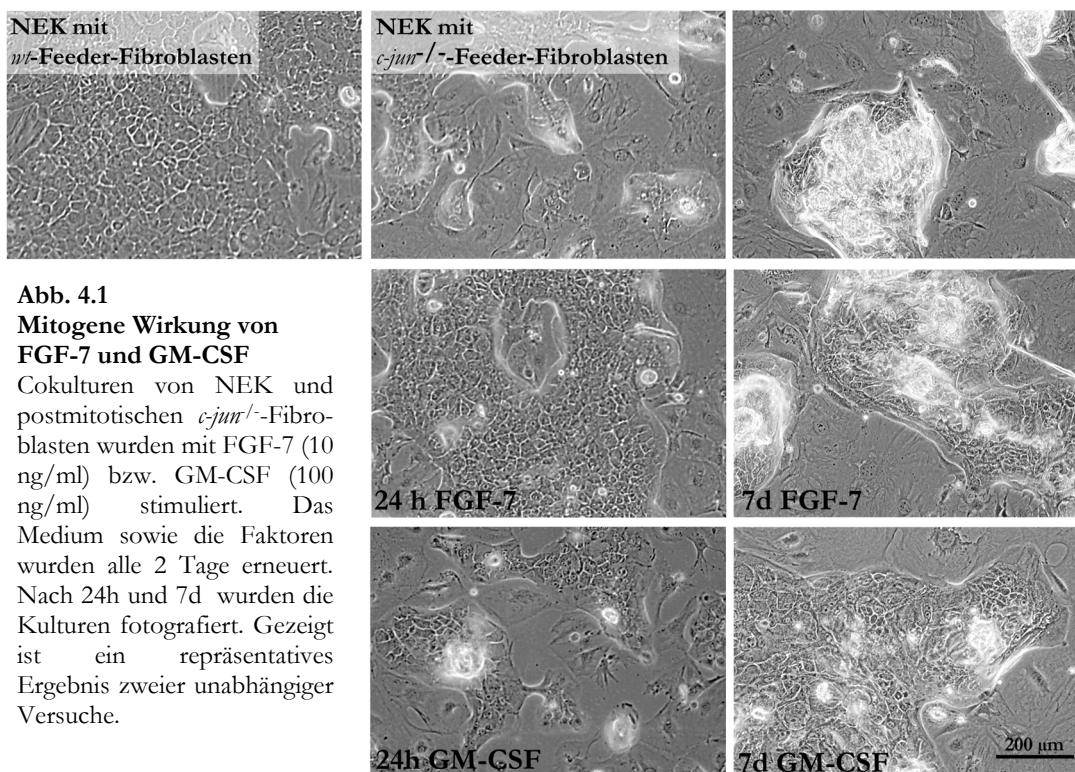 NEK mit
wt-Feeder-Fibroblasten
NEK mit
c-jun-/--Feeder-Fibroblasten
Abb. 4.1
Mitogene Wirkung von
FGF-7 und GM-CSF
Cokulturen von NEK und
postmitotischen c-jun-/--Fibro-
blasten wurden mit FGF-7 (10
ng/ml) bzw. GM-CSF (100
ng/ml) stimuliert. Das
Medium sowie die Faktoren
wurden alle 2 Tage erneuert.
Nach 24h und 7d wurden die
Kulturen fotografiert. Gezeigt
ist ein repräsentatives
Ergebnis zweier unabhängiger
Versuche.
24 h FGF-7
7d FGF-7
24h GM-CSF
7d GM-CSF
200 µm